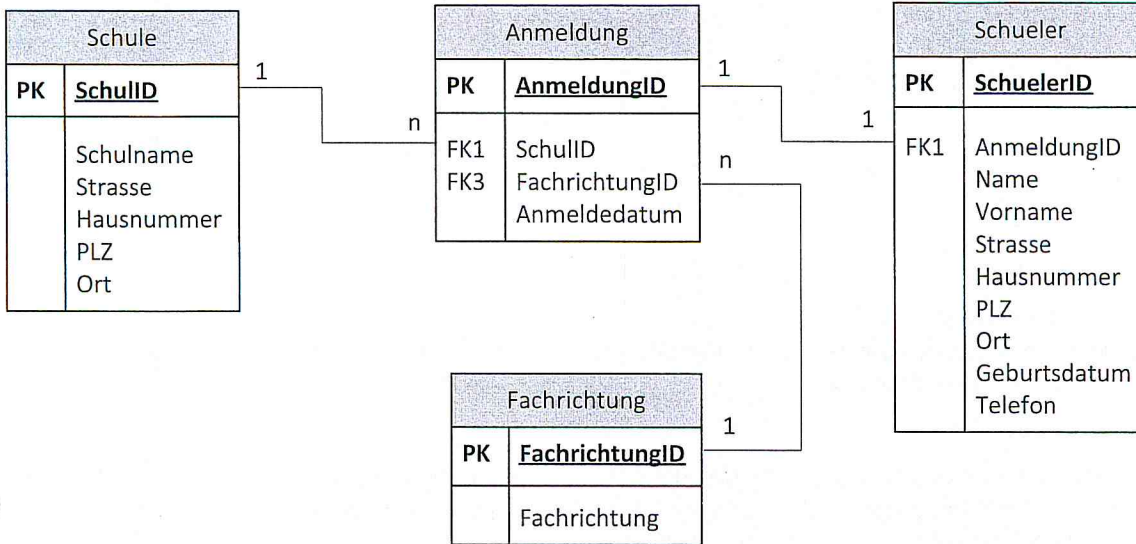 Schule
PK SchulID
Schulname
Strasse
Hausnummer
PLZ
Ort
1
n
Anmeldung
PK AnmeldungID
FK1 SchulID
FK3 FachrichtungID
Anmeldedatum
1
1
n
1
Schueler
PK SchuelerID
FK1 AnmeldungID
Name
Vorname
Strasse
Hausnummer
PLZ
Ort
Geburtsdatum
Telefon
Fachrichtung
PK FachrichtungID
Fachrichtung